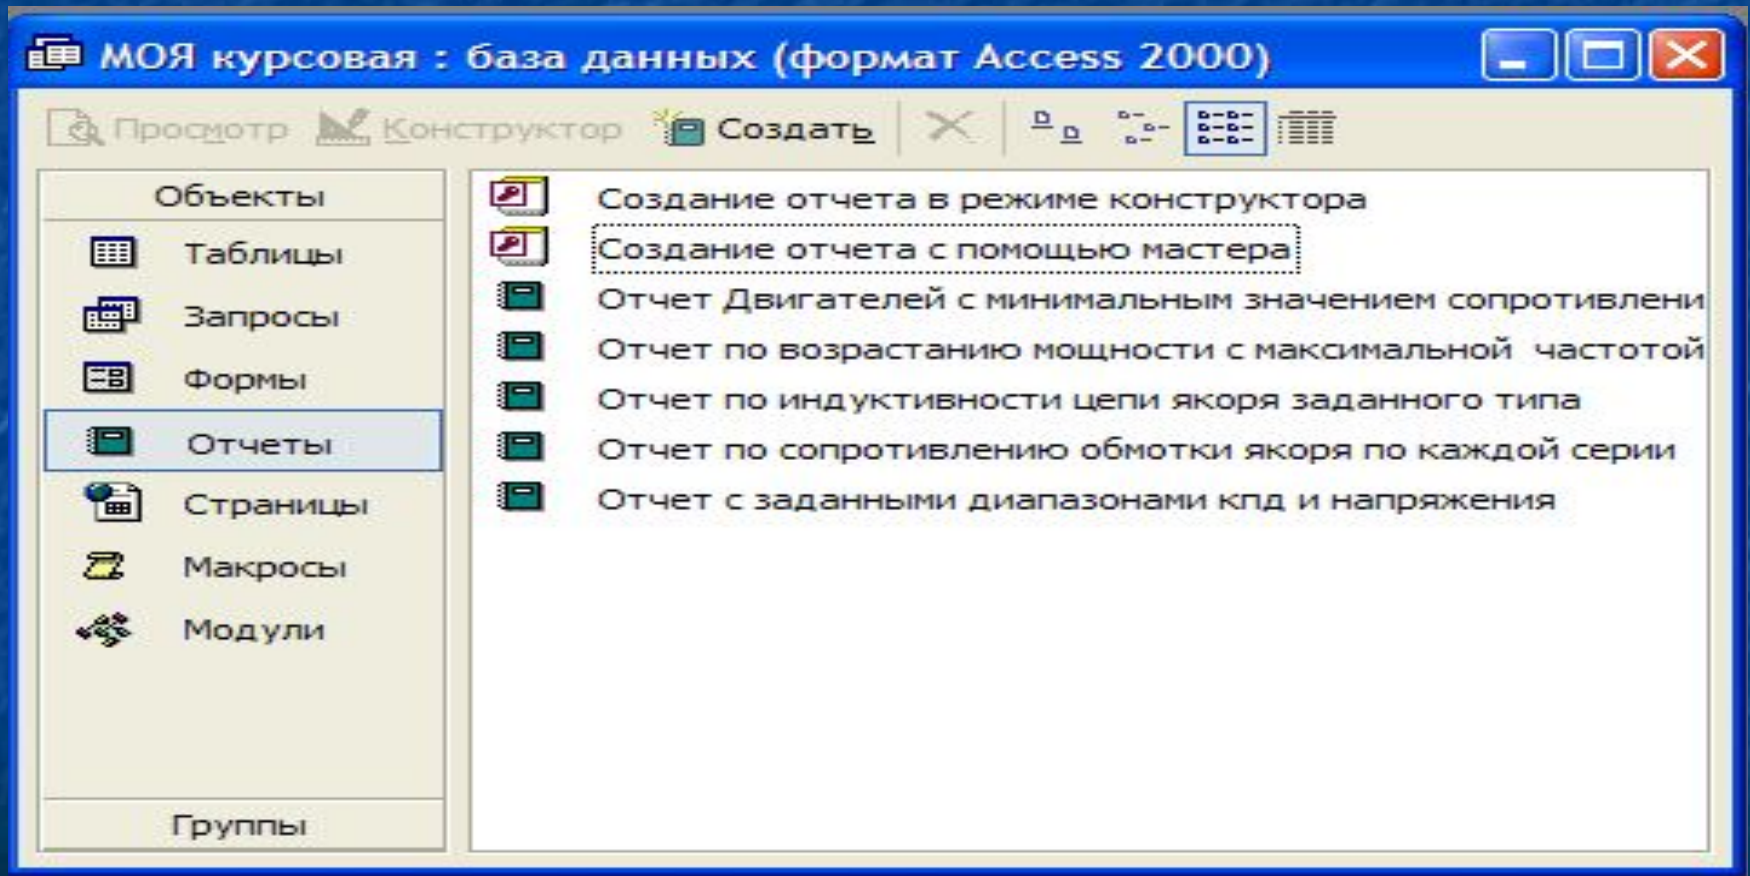 МОЯ курсовая : база данных (формат Access 2000)
Просмотр Конструктор Создать
Объекты
Таблицы
Запросы
Формы
Отчеты
Страницы
Макросы
Модули
Группы
Создание отчета в режиме конструктора
Создание отчета с помощью мастера
Отчет Двигателей с минимальным значением сопротивлени
Отчет по возрастанию мощности с максимальной частотой
Отчет по индуктивности цепи якоря заданного типа
Отчет по сопротивлению обмотки якоря по каждой серии
Отчет с заданными диапазонами кпд и напряжения